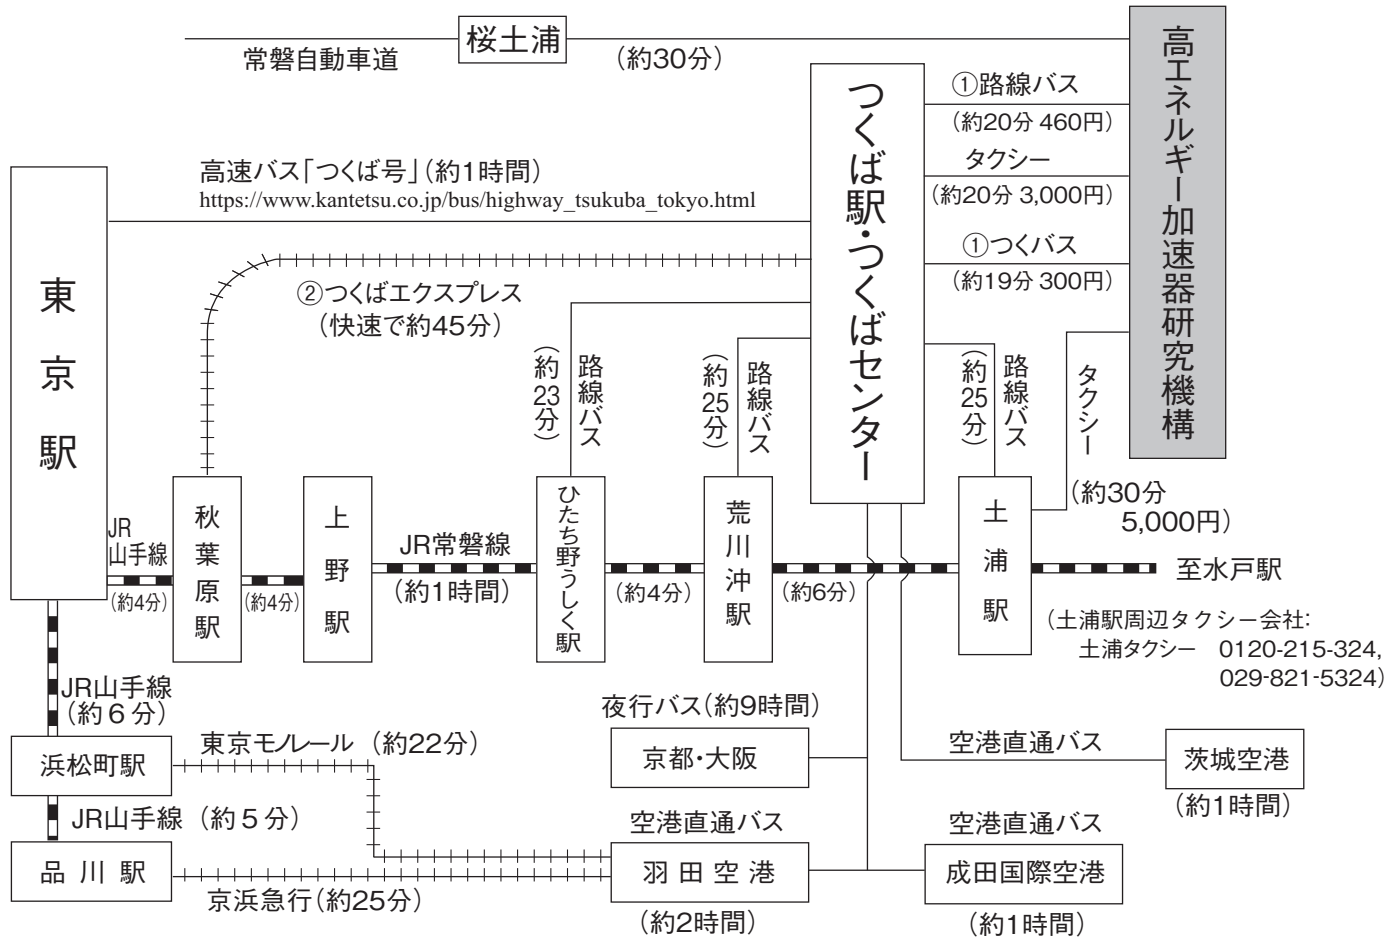 桜土浦
常磐自動車道
(約30分)
高エネルギー加速器研究機構
つくば駅・つくばセンター
①路線バス
(約20分 460円)
タクシー
(約20分 3,000円)
①つくバス
(約19分 300円)
高速バス「つくば号」(約1時間)
https://www.kantetsu.co.jp/bus/highway_tsukuba_tokyo.html
東京駅
②つくばエクスプレス
(快速で約45分)
路線バス
(約23分)
路線バス
(約25分)
路線バス
(約25分)
タクシー
(約30分
5,000円)
JR
山手線
(約4分)
秋葉原駅
(約4分)
上野駅
JR常磐線
(約1時間)
ひたち野うしく駅
(約4分)
荒川沖駅
(約6分)
土浦駅
至水戸駅
(土浦駅周辺タクシー会社:
土浦タクシー 0120-215-324,
029-821-5324)
JR山手線
(約6分)
浜松町駅
東京モノレール (約22分)
JR山手線 (約5分)
品川駅
京浜急行(約25分)
夜行バス(約9時間)
京都・大阪
空港直通バス
羽田空港
(約2時間)
空港直通バス
茨城空港
(約1時間)
空港直通バス
成田国際空港
(約1時間)